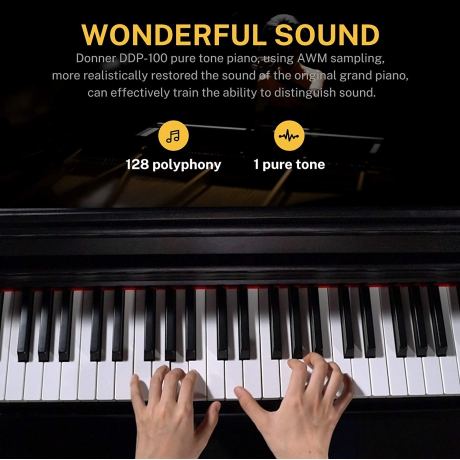 WONDERFUL SOUND
Donner DDP-100 pure tone piano, using AWM sampling,
more realistically restored the sound of the original grand piano,
can effectively train the ability to distinguish sound.
128 polyphony 1 pure tone